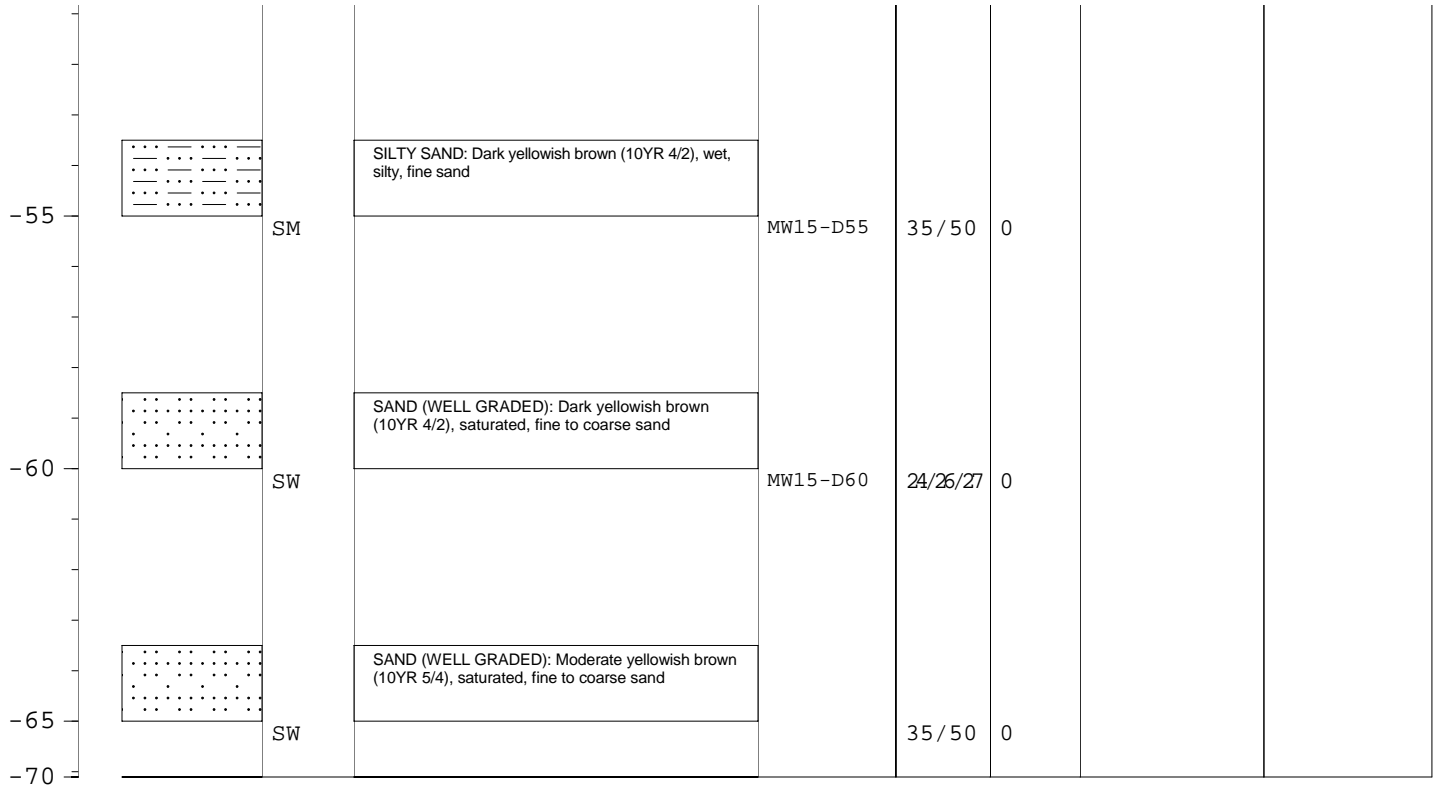 SILTY SAND: Dark yellowish brown (10YR 4/2), wet,
silty, fine sand
-55
SM
MW15-D55
35/50
0
SAND (WELL GRADED): Dark yellowish brown
(10YR 4/2), saturated, fine to coarse sand
-60
SW
MW15-D60
24/26/27
0
SAND (WELL GRADED): Moderate yellowish brown
(10YR 5/4), saturated, fine to coarse sand
-65
SW
35/50
0
-70